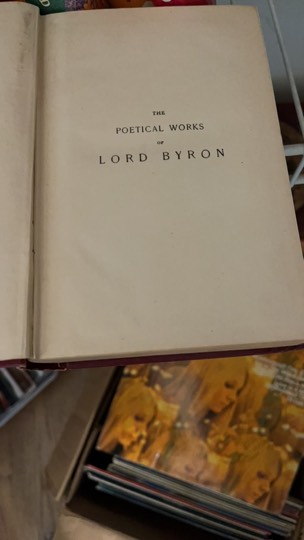 THE
POETICAL WORKS
OF
LORD BYRON